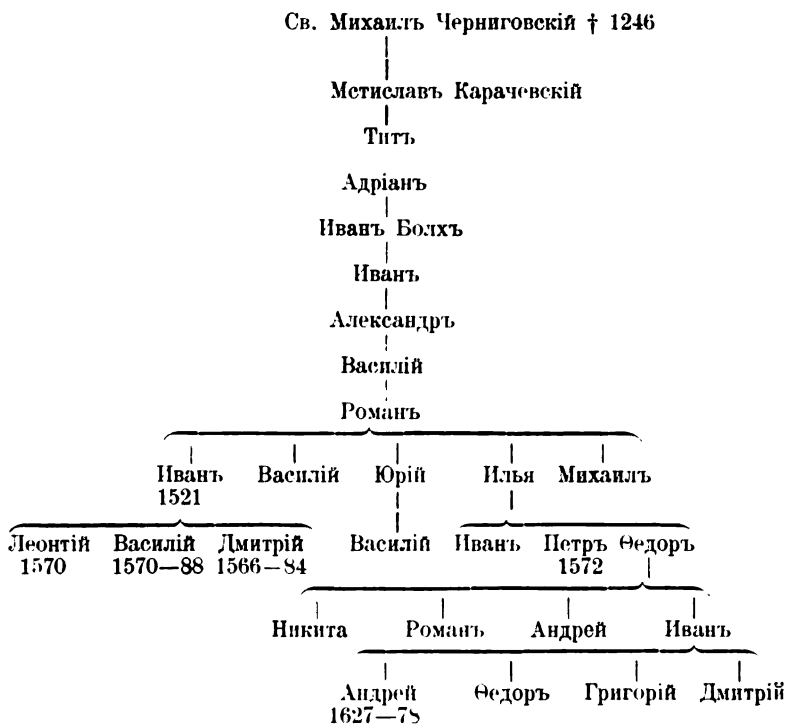 Св. Михаилъ Черниговскій † 1246
Мстиславъ Карачевскій
Титъ
Адріанъ
Иванъ Болхъ
Иванъ
Александръ
Василій
Романъ
Иванъ Василій Юрій Илья Михаилъ
1521
Леонтій Василій Дмитрій Василій Иванъ Петръ Ѳедоръ
1570 1570—88 1566—84 1572
Никита Романъ Андрей Иванъ
Андрей Ѳедоръ Григорій Дмитрій
1627—78